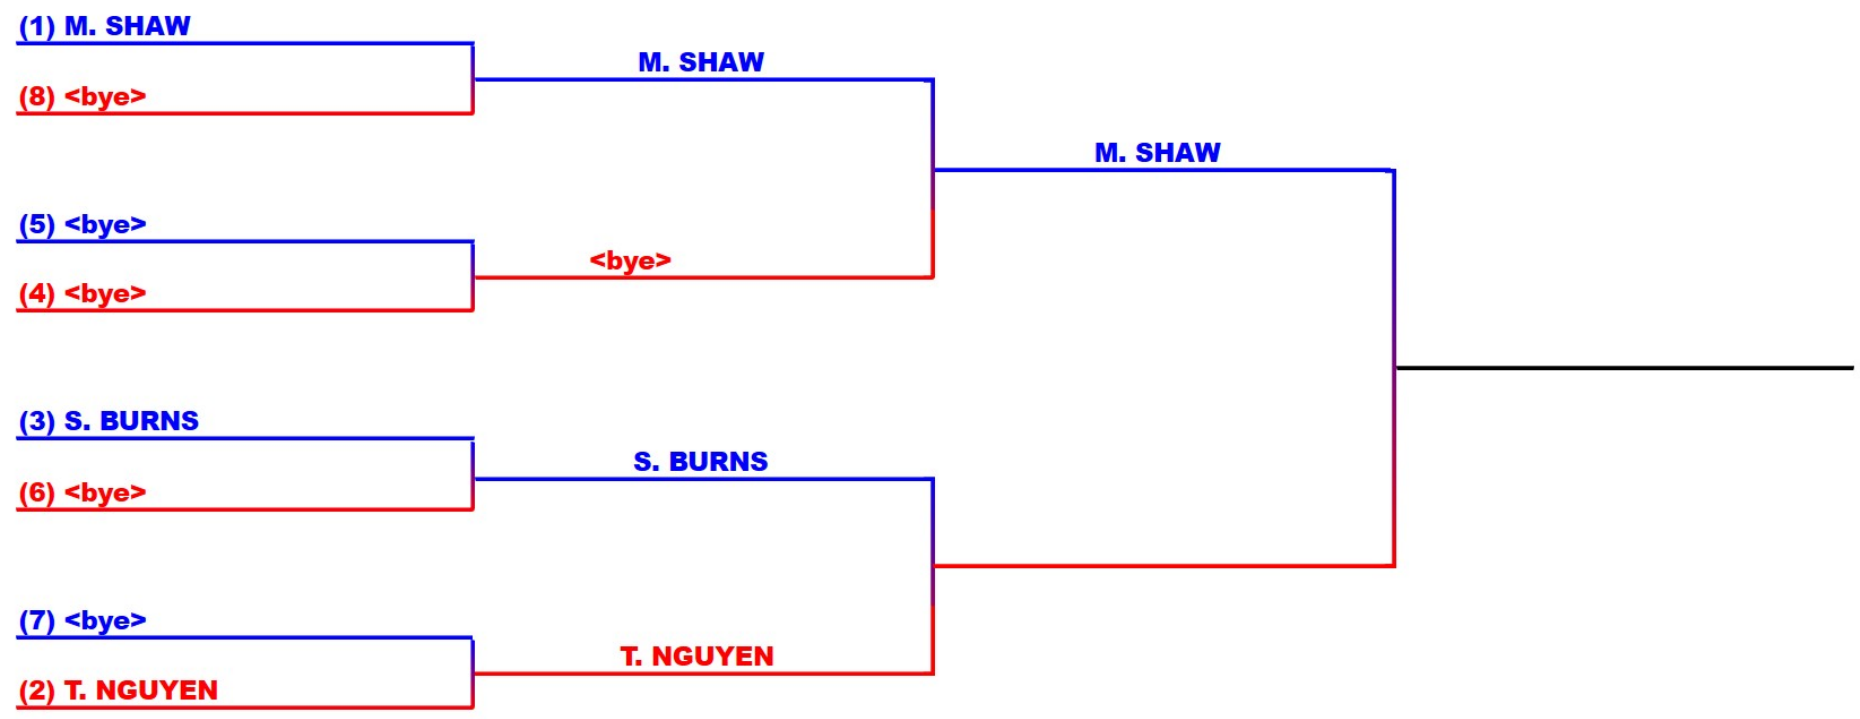 (1) M. SHAW
(8) <bye>
(5) <bye>
(4) <bye>
(3) S. BURNS
(6) <bye>
(7) <bye>
(2) T. NGUYEN
M. SHAW
<bye>
S. BURNS
T. NGUYEN
M. SHAW